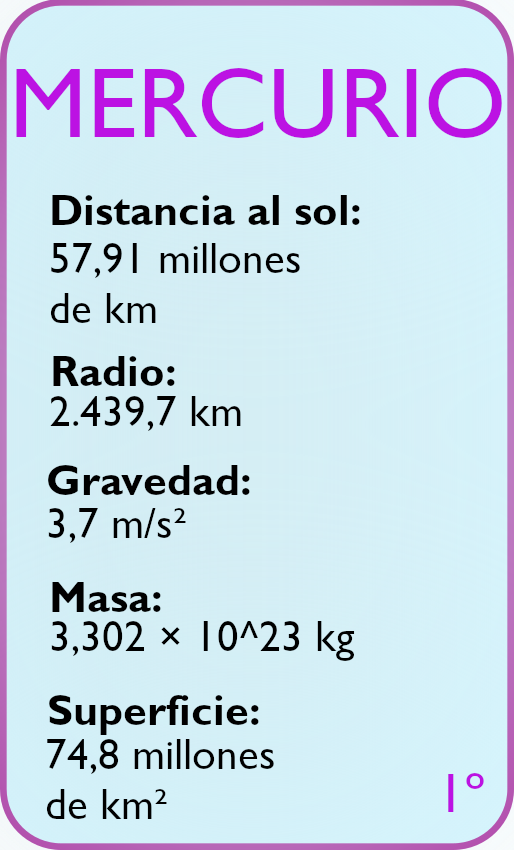 MERCURIO
Distancia al sol:
57,91 millones
de km
Radio:
2.439,7 km
Gravedad:
3,7 m/s²
Masa:
3,302 × 10^23 kg
Superficie:
74,8 millones
de km²
1º